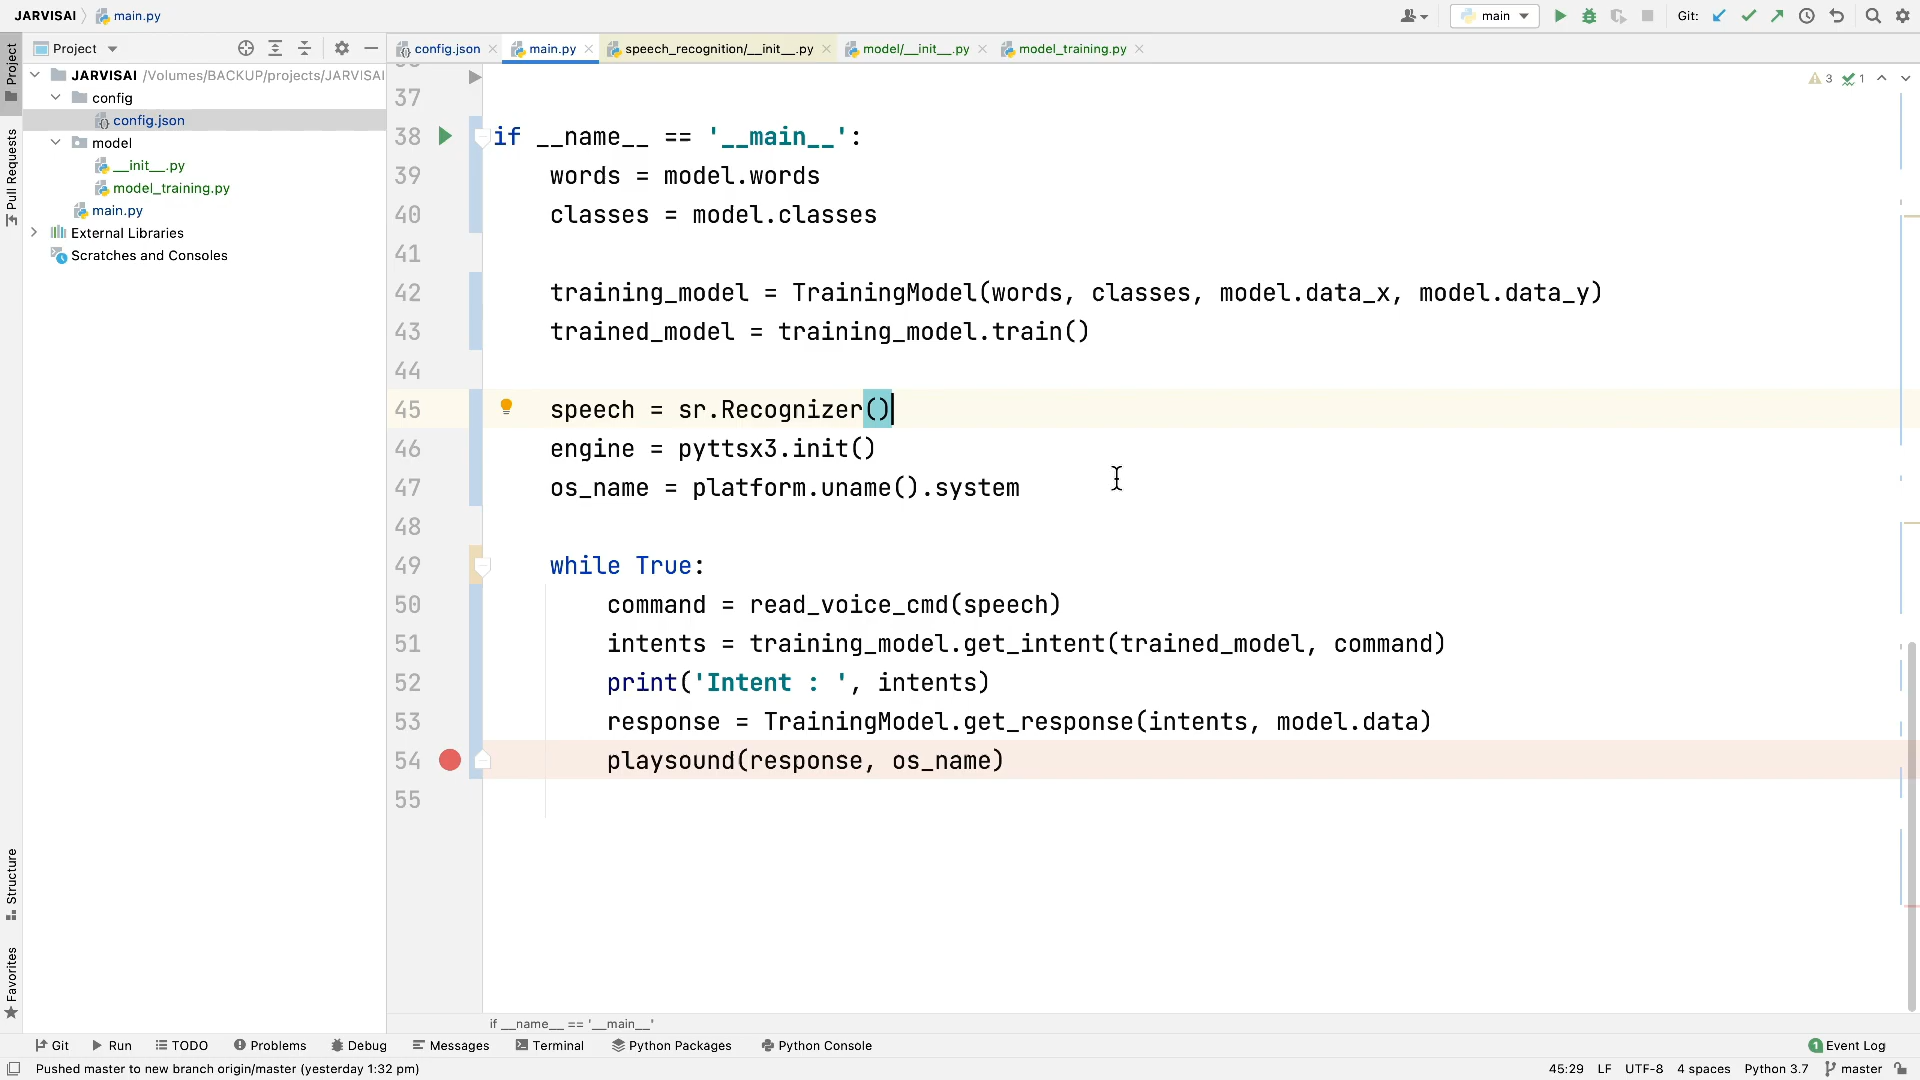 JARVISAI main.py
main Git:
Project
config.json main.py speech_recognition/__init__.py model/__init__.py model_training.py
Project
Pull Requests
Structure
Favorites
JARVISAI /Volumes/BACKUP/projects/JARVISAI
config
config.json
model
__init__.py
model_training.py
main.py
External Libraries
Scratches and Consoles
3 1
37
38 if __name__ == '__main__':
39 words = model.words
40 classes = model.classes
41
42 training_model = TrainingModel(words, classes, model.data_x, model.data_y)
43 trained_model = training_model.train()
44
45 speech = sr.Recognizer()
46 engine = pyttsx3.init()
47 os_name = platform.uname().system
48
49 while True:
50 command = read_voice_cmd(speech)
51 intents = training_model.get_intent(trained_model, command)
52 print('Intent : ', intents)
53 response = TrainingModel.get_response(intents, model.data)
54 playsound(response, os_name)
55
if __name__ == '__main__'
Git Run TODO Problems Debug Messages Terminal Python Packages Python Console 1 Event Log
Pushed master to new branch origin/master (yesterday 1:32 pm) 45:29 LF UTF-8 4 spaces Python 3.7 master